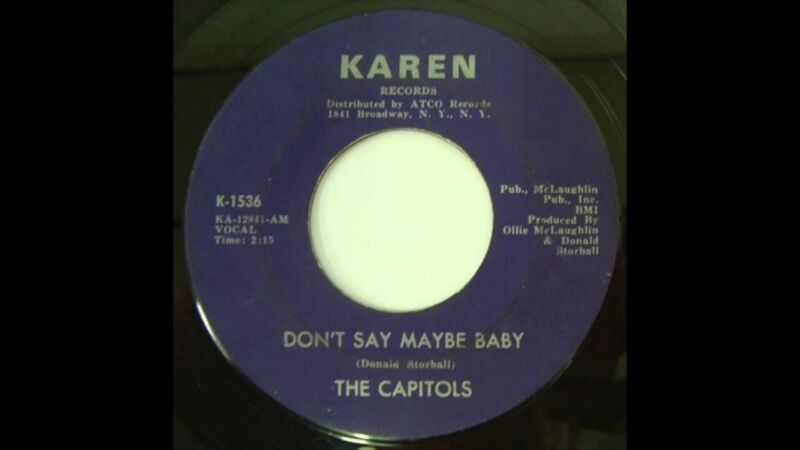 KAREN
RECORDS
Distributed by ATCO Records
1841 Broadway, N. Y., N. Y.
K-1536
KA-12841-AM
VOCAL
Time: 2:15
Pub., McLaughlin
Pub., Inc.
BMI
Produced By
Ollie McLaughlin
& Donald
Storball
DON'T SAY MAYBE BABY
(Donald Storball)
THE CAPITOLS